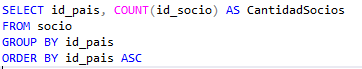 SELECT id_pais, COUNT(id_socio) AS CantidadSocios
FROM socio
GROUP BY id_pais
ORDER BY id_pais ASC